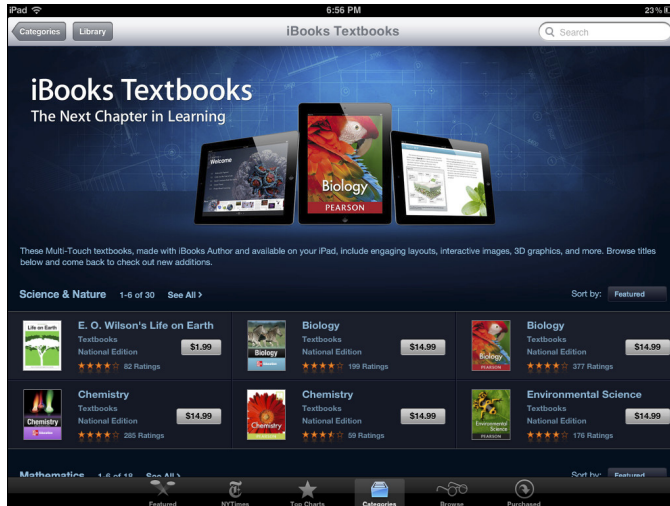 iPad 6:56 PM 23%
Categories Library iBooks Textbooks Search
iBooks Textbooks
The Next Chapter in Learning
Welcome
Biology
PEARSON
These Multi-Touch textbooks, made with iBooks Author and available on your iPad, include engaging layouts, interactive images, 3D graphics, and more. Browse titles
below and come back to check out new additions.
Science & Nature 1-6 of 30 See All > Sort by: Featured
Life on Earth
E. O. Wilson's Life on Earth
Textbooks
National Edition
82 Ratings
$1.99
Biology
Biology
Textbooks
National Edition
199 Ratings
$14.99
Biology
PEARSON
Biology
Textbooks
National Edition
377 Ratings
$14.99
Chemistry
Chemistry
Textbooks
National Edition
285 Ratings
$14.99
Chemistry
Chemistry
Textbooks
National Edition
59 Ratings
$14.99
Environmental
Science
PEARSON
Environmental Science
Textbooks
National Edition
176 Ratings
$14.99
Mathematics 1-6 of 18 See All > Sort by: Featured
Featured NYTimes Top Charts Categories Browse Purchased